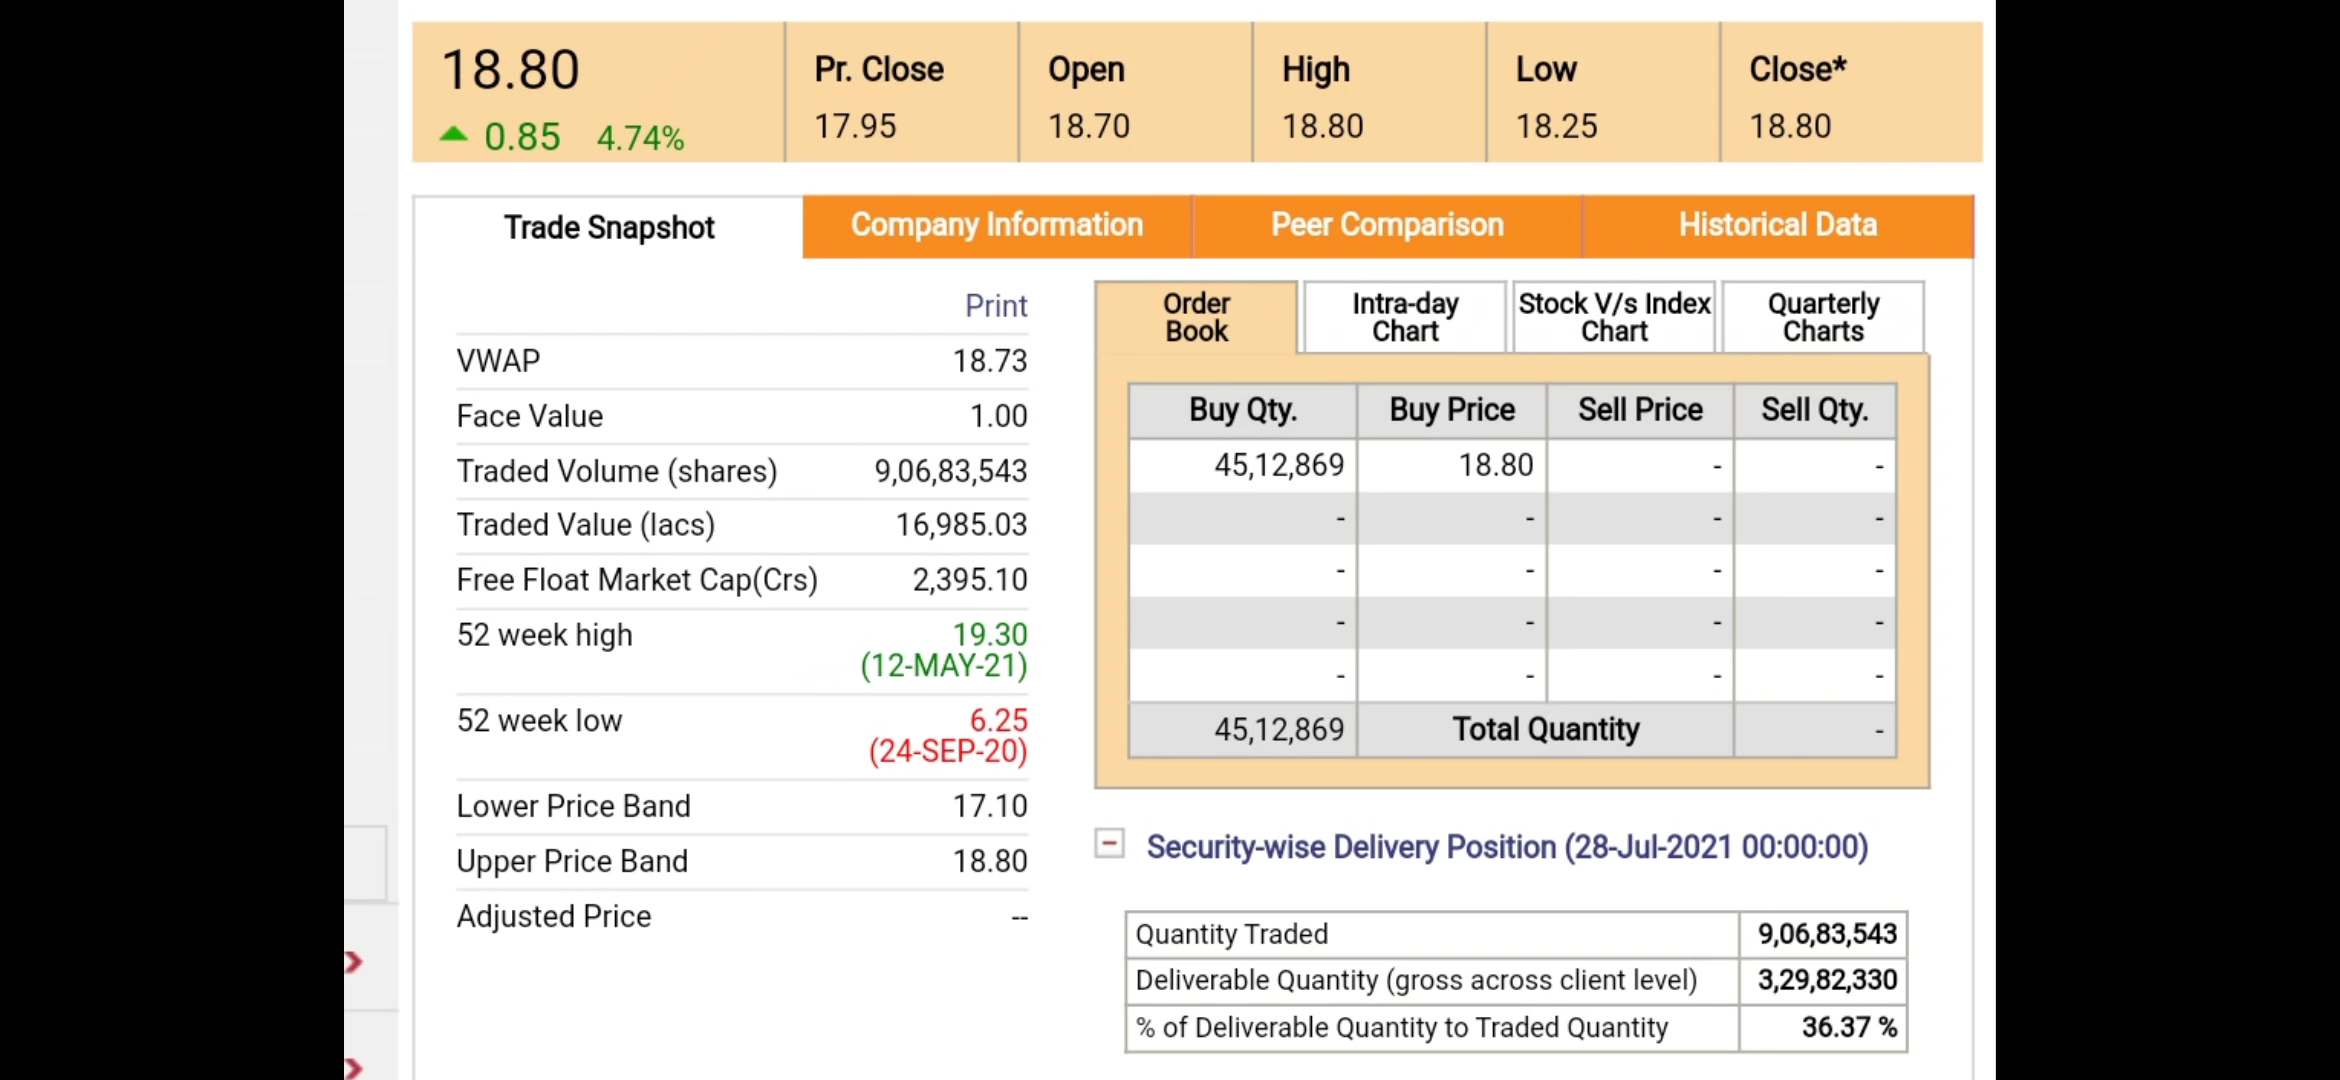 18.80
0.85 4.74%
Pr. Close Open High Low Close*
17.95 18.70 18.80 18.25 18.80
Trade Snapshot Company Information Peer Comparison Historical Data
Print
VWAP 18.73
Face Value 1.00
Traded Volume (shares) 9,06,83,543
Traded Value (lacs) 16,985.03
Free Float Market Cap(Crs) 2,395.10
52 week high 19.30
(12-MAY-21)
52 week low 6.25
(24-SEP-20)
Lower Price Band 17.10
Upper Price Band 18.80
Adjusted Price --
Order Intra-day Stock V/s Index Quarterly
Book Chart Chart Charts
Buy Qty. Buy Price Sell Price Sell Qty.
45,12,869 18.80 - -
- - - -
- - - -
- - - -
- - - -
45,12,869 Total Quantity -
Security-wise Delivery Position (28-Jul-2021 00:00:00)
Quantity Traded 9,06,83,543
Deliverable Quantity (gross across client level) 3,29,82,330
% of Deliverable Quantity to Traded Quantity 36.37 %